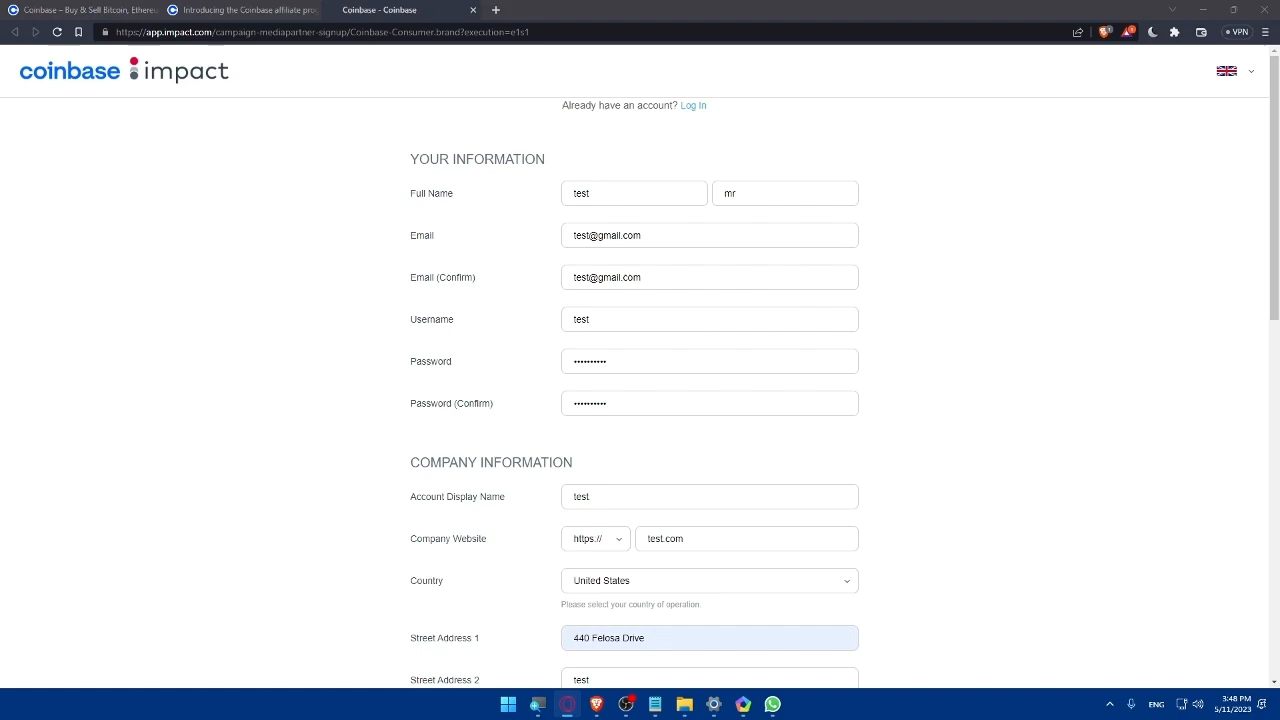 Coinbase – Buy & Sell Bitcoin, Ethereu
Introducing the Coinbase affiliate pro
Coinbase - Coinbase
https://app.impact.com/campaign-mediapartner-signup/Coinbase-Consumer.brand?execution=e1s1
VPN
coinbase impact
Already have an account? Log In
YOUR INFORMATION
Full Name
test
mr
Email
test@gmail.com
Email (Confirm)
test@gmail.com
Username
test
Password
••••••••••
Password (Confirm)
••••••••••
COMPANY INFORMATION
Account Display Name
test
Company Website
https://
test.com
Country
United States
Please select your country of operation.
Street Address 1
440 Felosa Drive
Street Address 2
test
ENG
3:48 PM
5/11/2023